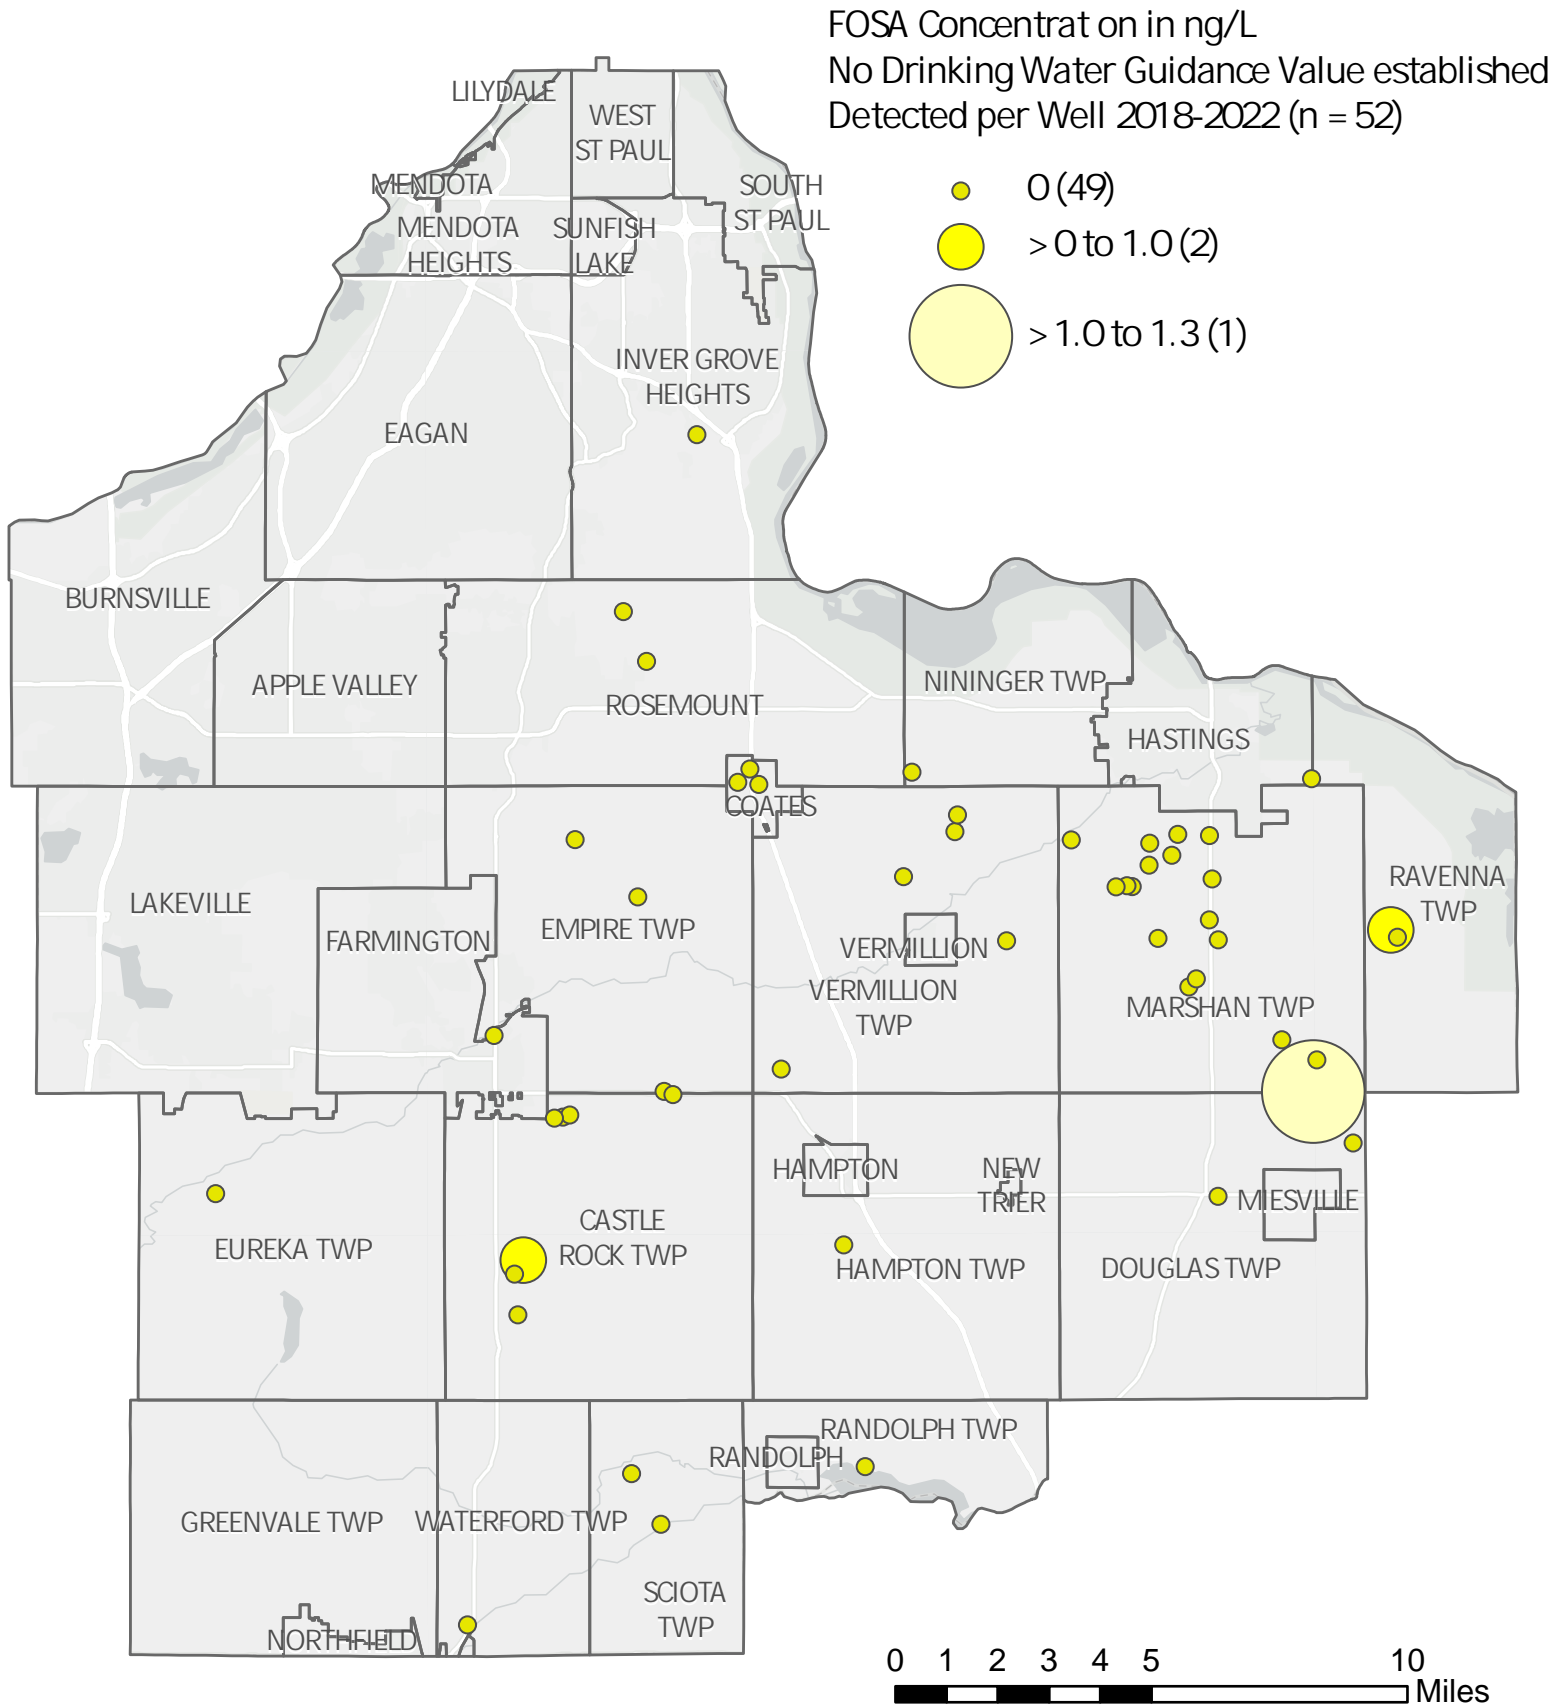 FOSA Concentrat on in ng/L
No Drinking Water Guidance Value established
Detected per Well 2018-2022 (n = 52)
0 (49)
> 0 to 1.0 (2)
> 1.0 to 1.3 (1)
LILYDALE
WEST
ST PAUL
MENDOTA
SOUTH
ST PAUL
MENDOTA
HEIGHTS
SUNFISH
LAKE
INVER GROVE
HEIGHTS
EAGAN
BURNSVILLE
APPLE VALLEY
ROSEMOUNT
NININGER TWP
HASTINGS
COATES
LAKEVILLE
FARMINGTON
EMPIRE TWP
VERMILLION
VERMILLION
TWP
MARSHAN TWP
RAVENNA
TWP
HAMPTON
NEW
TRIER
MIESVILLE
EUREKA TWP
CASTLE
ROCK TWP
HAMPTON TWP
DOUGLAS TWP
RANDOLPH TWP
RANDOLPH
GREENVALE TWP
WATERFORD TWP
SCIOTA
TWP
NORTHFIELD
0 1 2 3 4 5 10
Miles